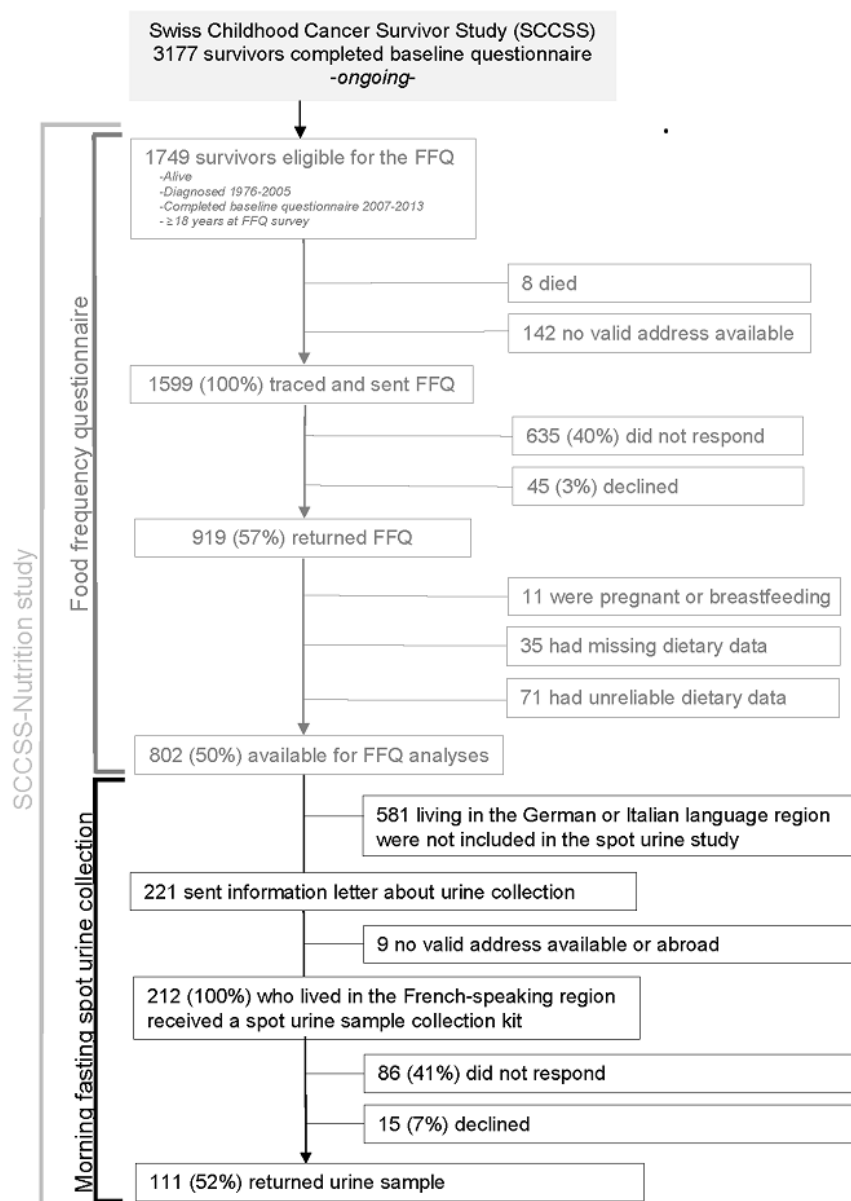 Swiss Childhood Cancer Survivor Study (SCCSS)
3177 survivors completed baseline questionnaire
-ongoing-
1749 survivors eligible for the FFQ
-Alive
-Diagnosed 1976-2005
-Completed baseline questionnaire 2007-2013
- ≥18 years at FFQ survey
8 died
142 no valid address available
1599 (100%) traced and sent FFQ
635 (40%) did not respond
45 (3%) declined
919 (57%) returned FFQ
11 were pregnant or breastfeeding
35 had missing dietary data
71 had unreliable dietary data
802 (50%) available for FFQ analyses
581 living in the German or Italian language region
were not included in the spot urine study
221 sent information letter about urine collection
9 no valid address available or abroad
212 (100%) who lived in the French-speaking region
received a spot urine sample collection kit
86 (41%) did not respond
15 (7%) declined
111 (52%) returned urine sample
SCCSS-Nutrition study
Food frequency questionnaire
Morning fasting spot urine collection